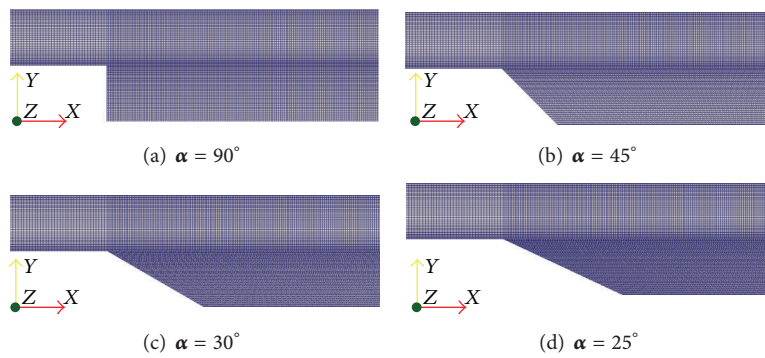 Y
Z X
(a) α = 90°
Y
Z X
(b) α = 45°
Y
Z X
(c) α = 30°
Y
Z X
(d) α = 25°